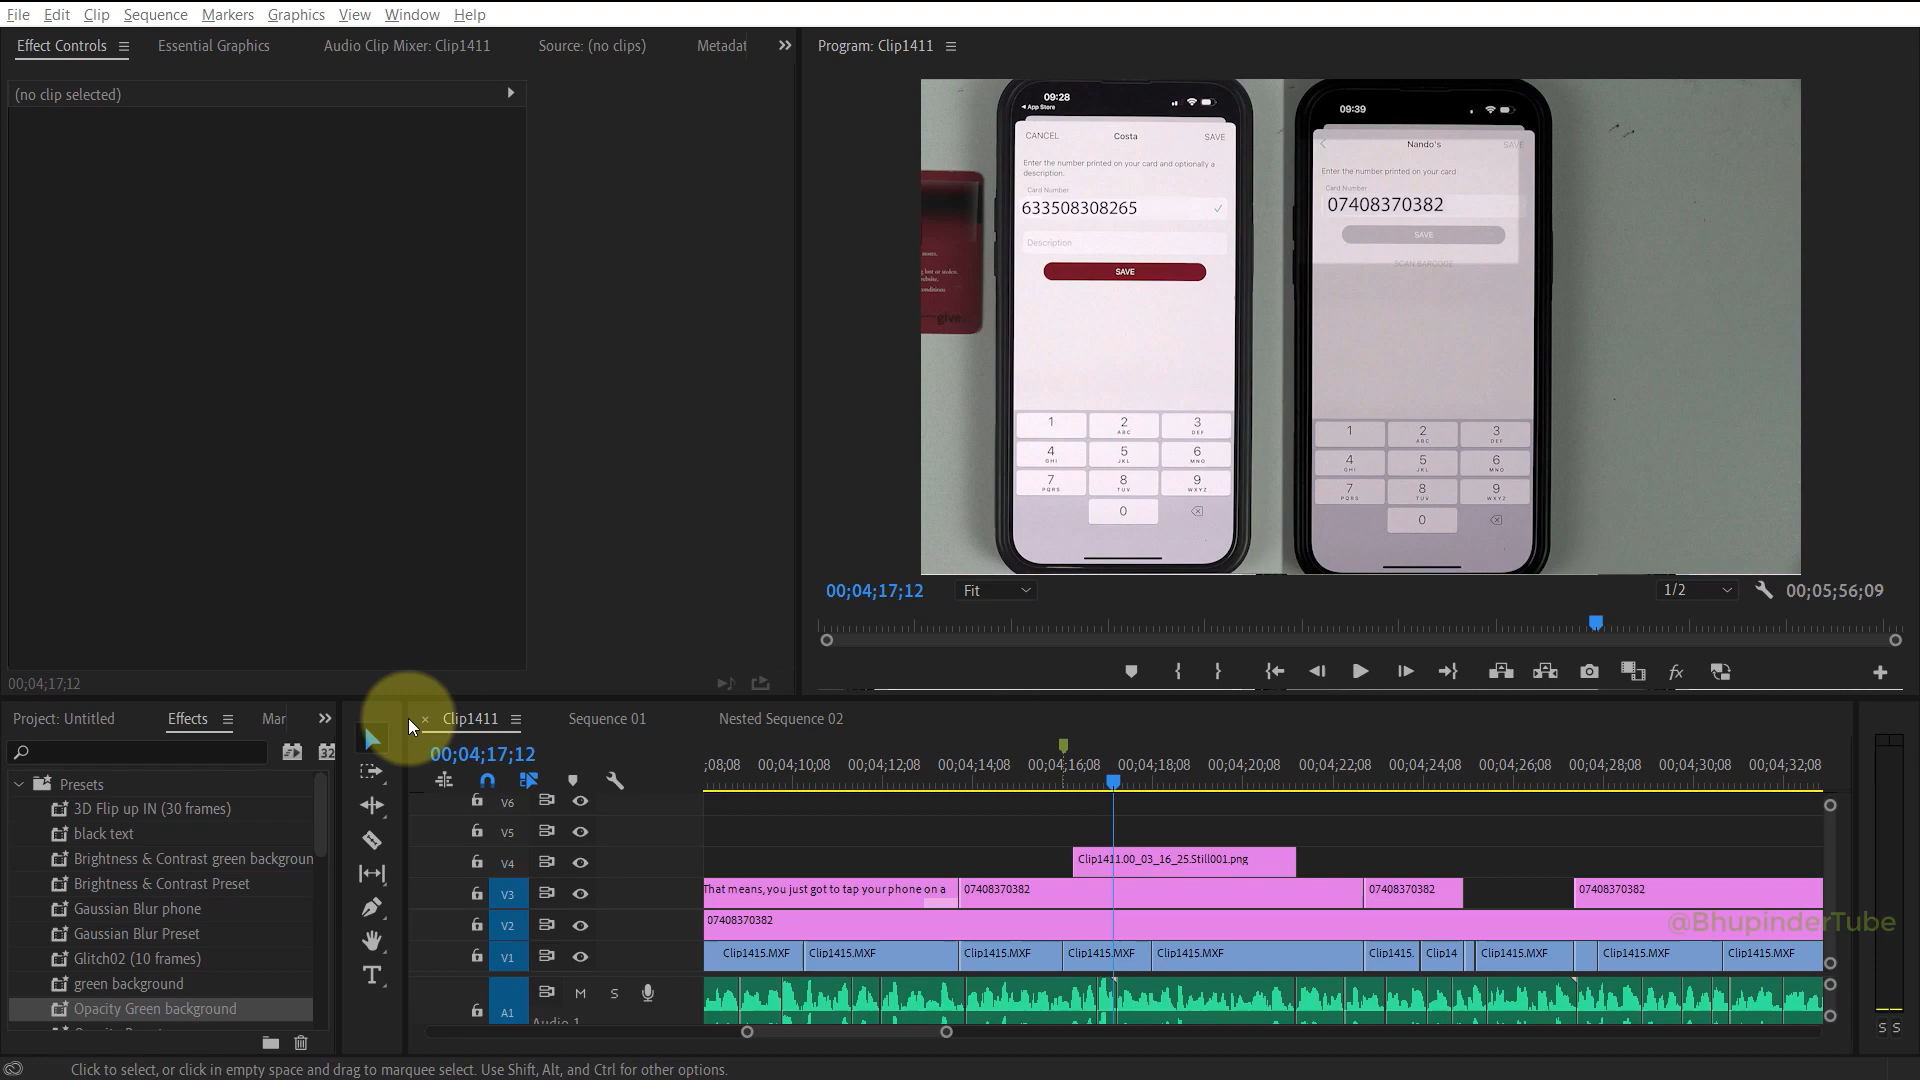 File Edit Clip Sequence Markers Graphics View Window Help
Effect Controls Essential Graphics Audio Clip Mixer: Clip1411 Source: (no clips) Metadat
Program: Clip1411
(no clip selected)
09:28
App Store
CANCEL Costa SAVE
Enter the number printed on your card and optionally a
description.
Card Number
633508308265
Description
SAVE
1 2 ABC 3 DEF
4 GHI 5 JKL 6 MNO
7 PQRS 8 TUV 9 WXYZ
0
give
09:39
Nando's SAVE
Enter the number printed on your card
Card Number
07408370382
SAVE
SCAN BARCODE
1 2 ABC 3 DEF
4 GHI 5 JKL 6 MNO
7 PQRS 8 TUV 9 WXYZ
0
00;04;17;12 Fit 1/2 00;05;56;09
00;04;17;12
Project: Untitled Effects Mar
32
Presets
3D Flip up IN (30 frames)
black text
Brightness & Contrast green backgroun
Brightness & Contrast Preset
Gaussian Blur phone
Gaussian Blur Preset
Glitch02 (10 frames)
green background
Opacity Green background
× Clip1411 Sequence 01 Nested Sequence 02
00;04;17;12
;08;08 00;04;10;08 00;04;12;08 00;04;14;08 00;04;16;08 00;04;18;08 00;04;20;08 00;04;22;08 00;04;24;08 00;04;26;08 00;04;28;08 00;04;30;08 00;04;32;08
V6
V5
V4 Clip1411.00_03_16_25.Still001.png
V3 That means, you just got to tap your phone on a 07408370382 07408370382 07408370382
V2 07408370382
@BhupinderTube
V1 Clip1415.MXF Clip1415.MXF Clip1415.MXF Clip1415.MXF Clip1415.MXF Clip1415. Clip14 Clip1415.MXF Clip1415.MXF Clip1415.MXF
M S
A1 Audio 1
S S
Click to select, or click in empty space and drag to marquee select. Use Shift, Alt, and Ctrl for other options.